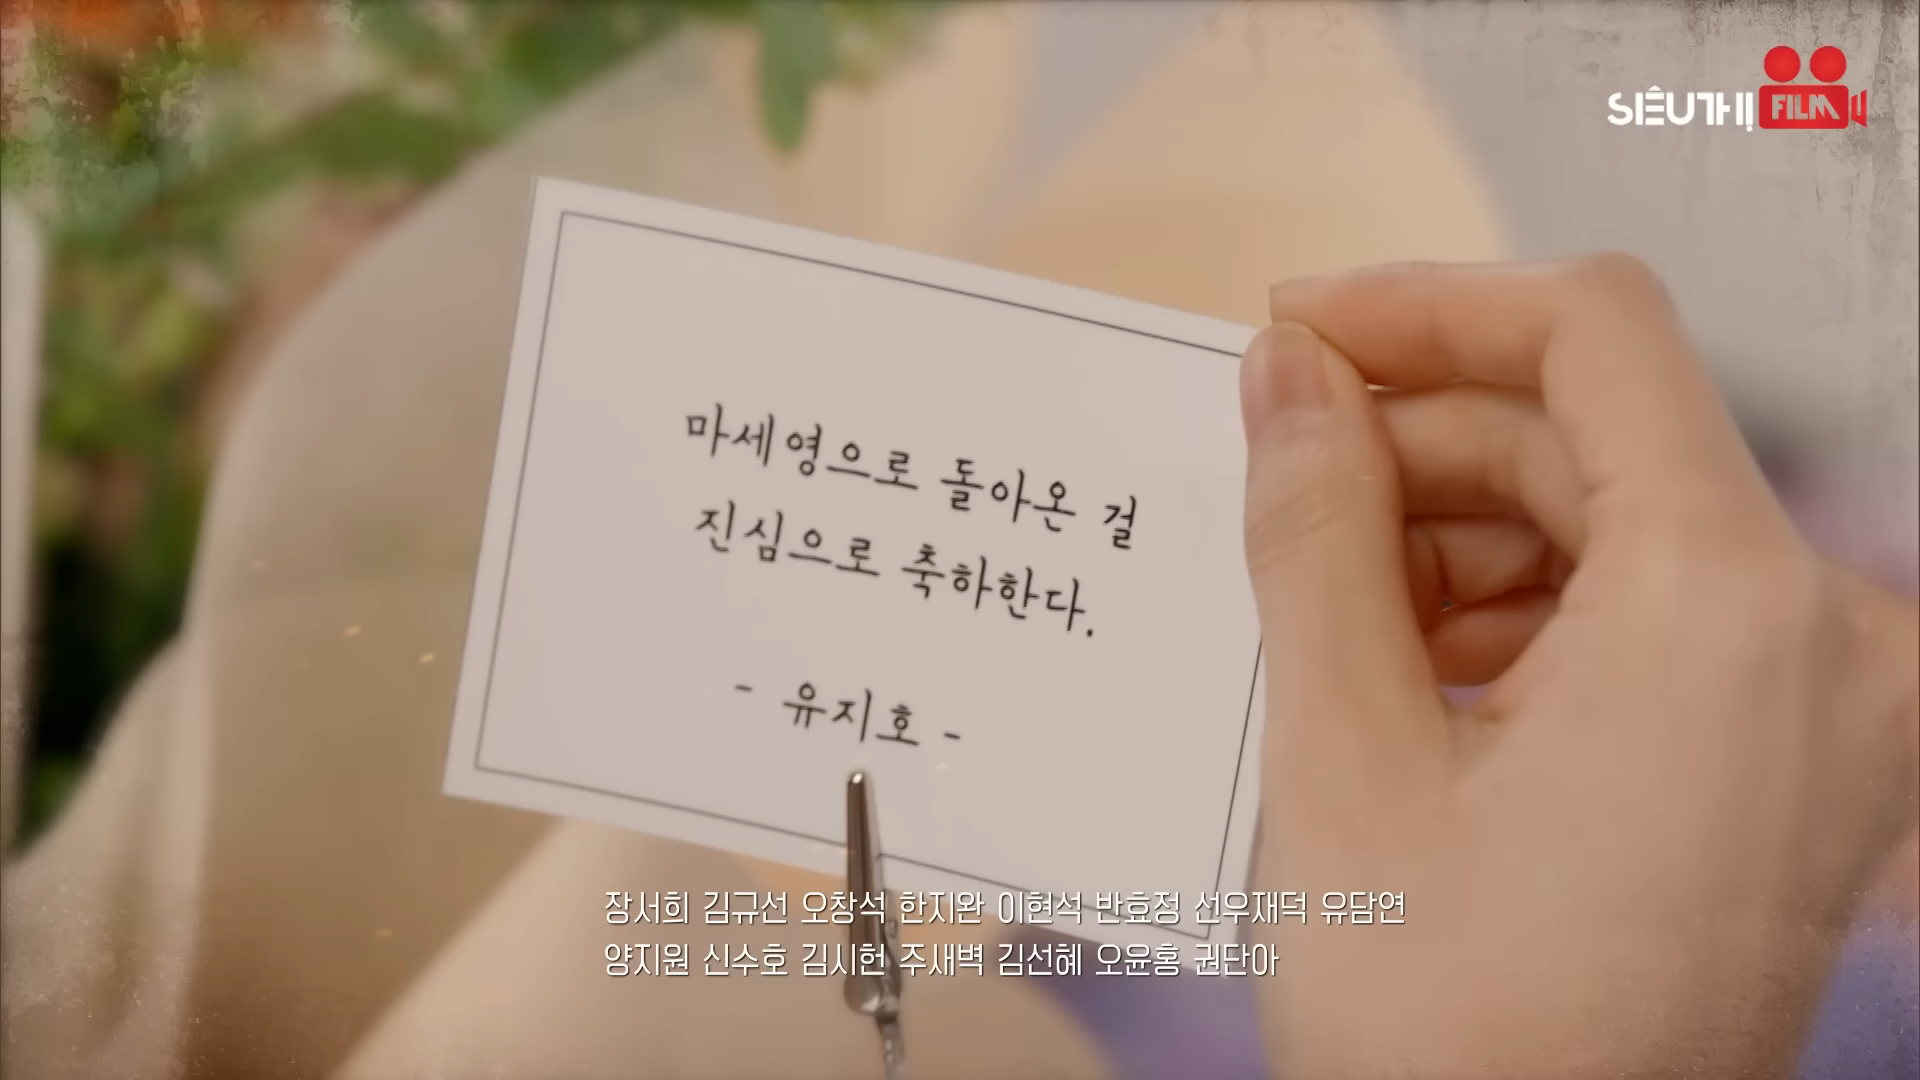 SIÊUTHỊ FILM
마세영으로 돌아온 걸
진심으로 축하한다.
- 유지호 -
장서희 김규선 오창석 한지완 이현석 반효정 선우재덕 유담연
양지원 신수호 김시헌 주새벽 김선혜 오윤홍 권단아